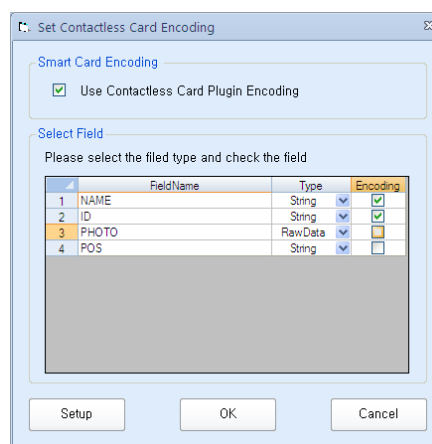 Set Contactless Card Encoding
Smart Card Encoding
Use Contactless Card Plugin Encoding
Select Field
Please select the filed type and check the field
FieldName Type Encoding
1 NAME String
2 ID String
3 PHOTO RawData
4 POS String
Setup OK Cancel